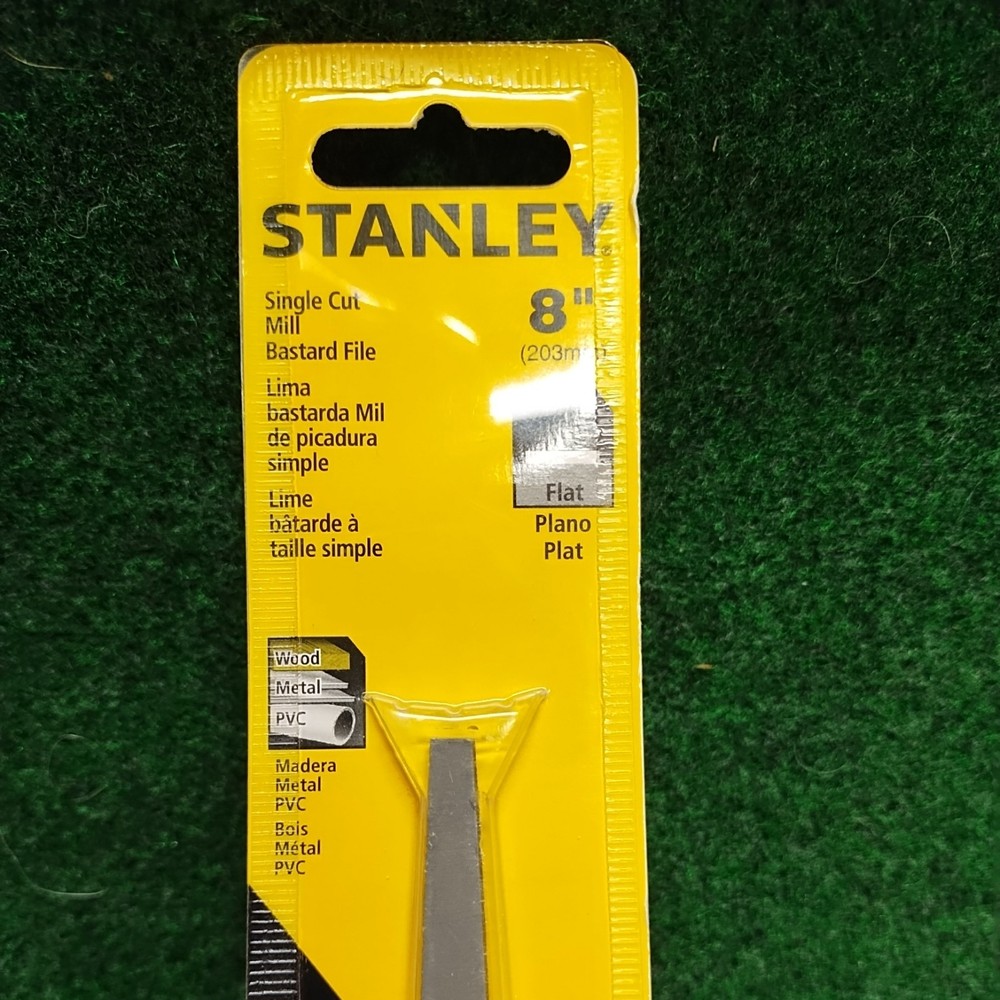 STANLEY
Single Cut
Mill
Bastard File
8"
Lima
bastarda Mil
de picadura
simple
Lime
bâtarde à
taille simple
Flat
Plano
Plat
Wood
Metal
PVC
Madera
Metal
PVC
Bois
Métal
PVC